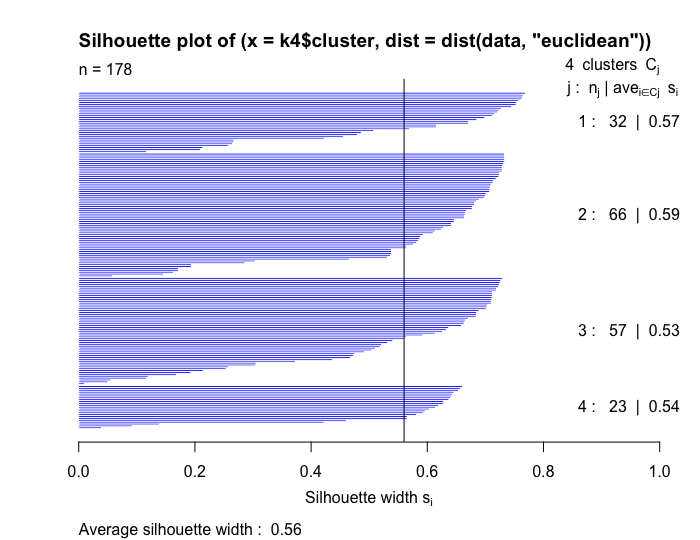 Silhouette plot of (x = k4$cluster, dist = dist(data, "euclidean"))
n = 178
4 clusters Cj
j : nj | avei∈Cj si
1 : 32 | 0.57
2 : 66 | 0.59
3 : 57 | 0.53
4 : 23 | 0.54
0.0 0.2 0.4 0.6 0.8 1.0
Silhouette width si
Average silhouette width : 0.56